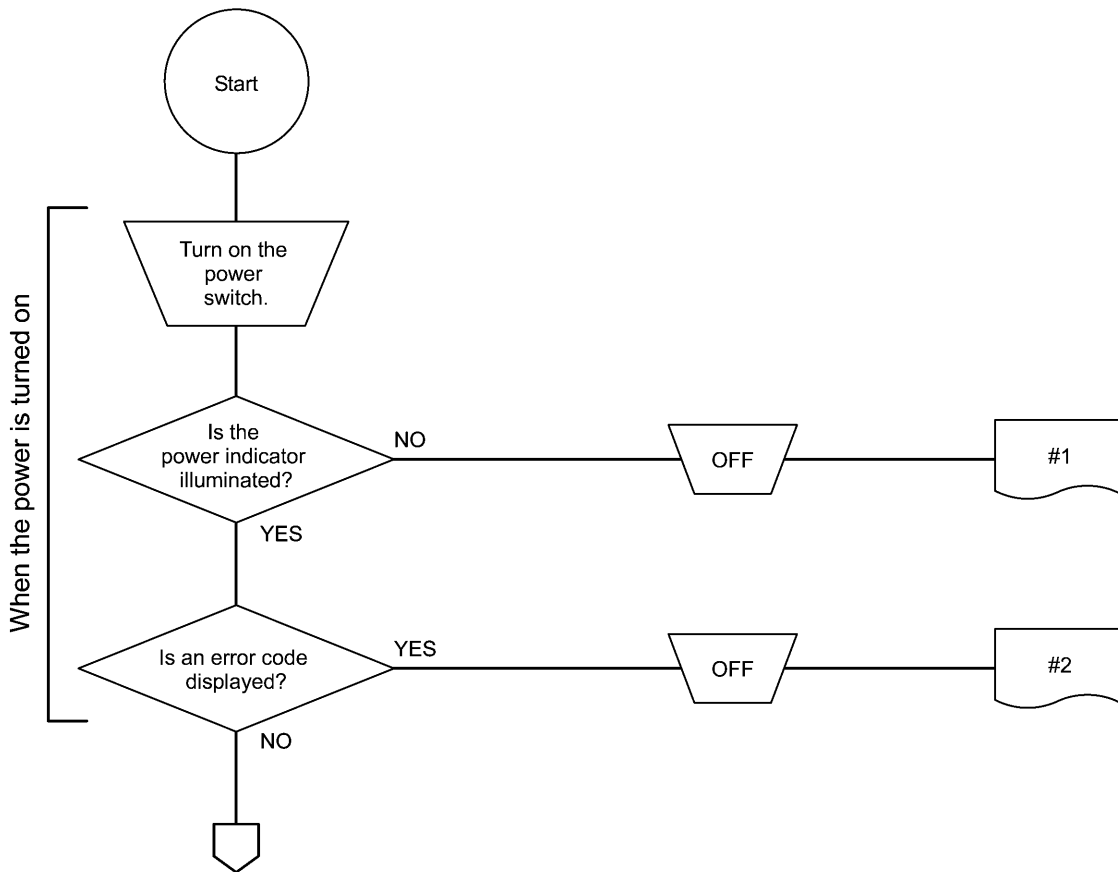 Start
Turn on the
power
switch.
When the power is turned on
Is the
power indicator
illuminated?
NO
OFF
#1
YES
Is an error code
displayed?
YES
OFF
#2
NO